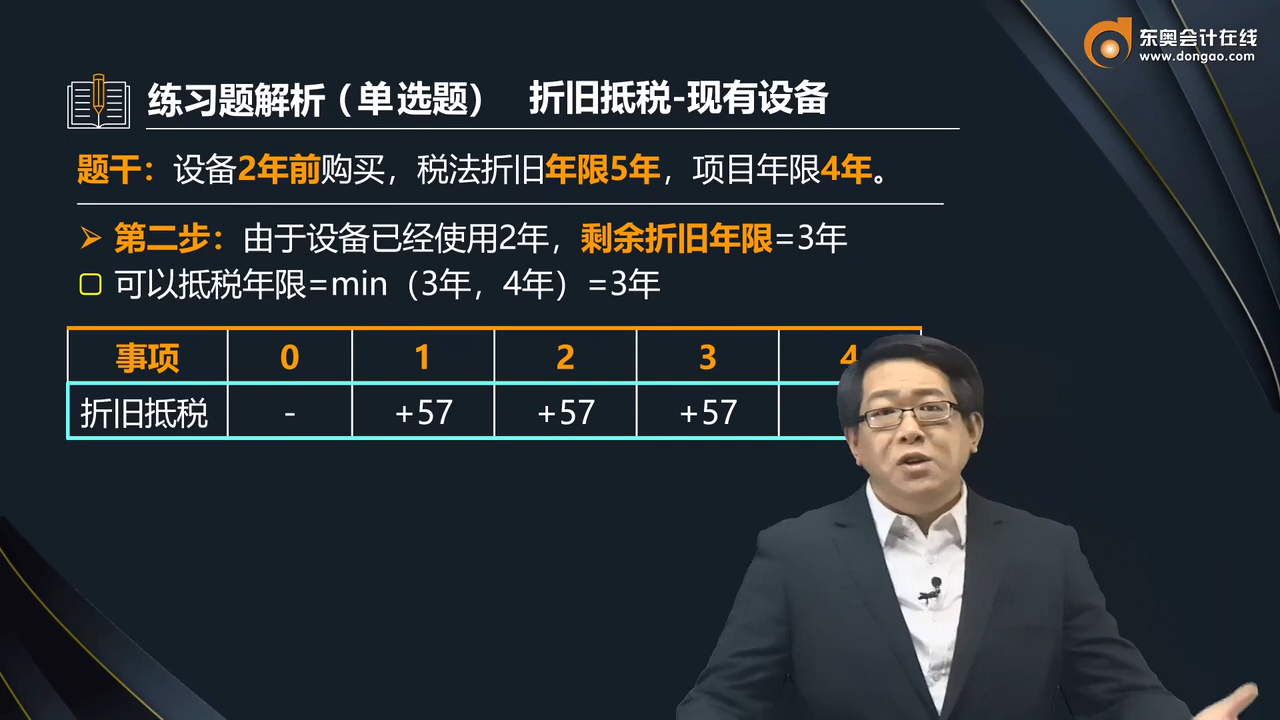 东奥会计在线
www.dongao.com
练习题解析（单选题） 折旧抵税-现有设备
题干：设备2年前购买，税法折旧年限5年，项目年限4年。
第二步：由于设备已经使用2年，剩余折旧年限=3年
可以抵税年限=min（3年，4年）=3年
事项 0 1 2 3 4
折旧抵税 - +57 +57 +57